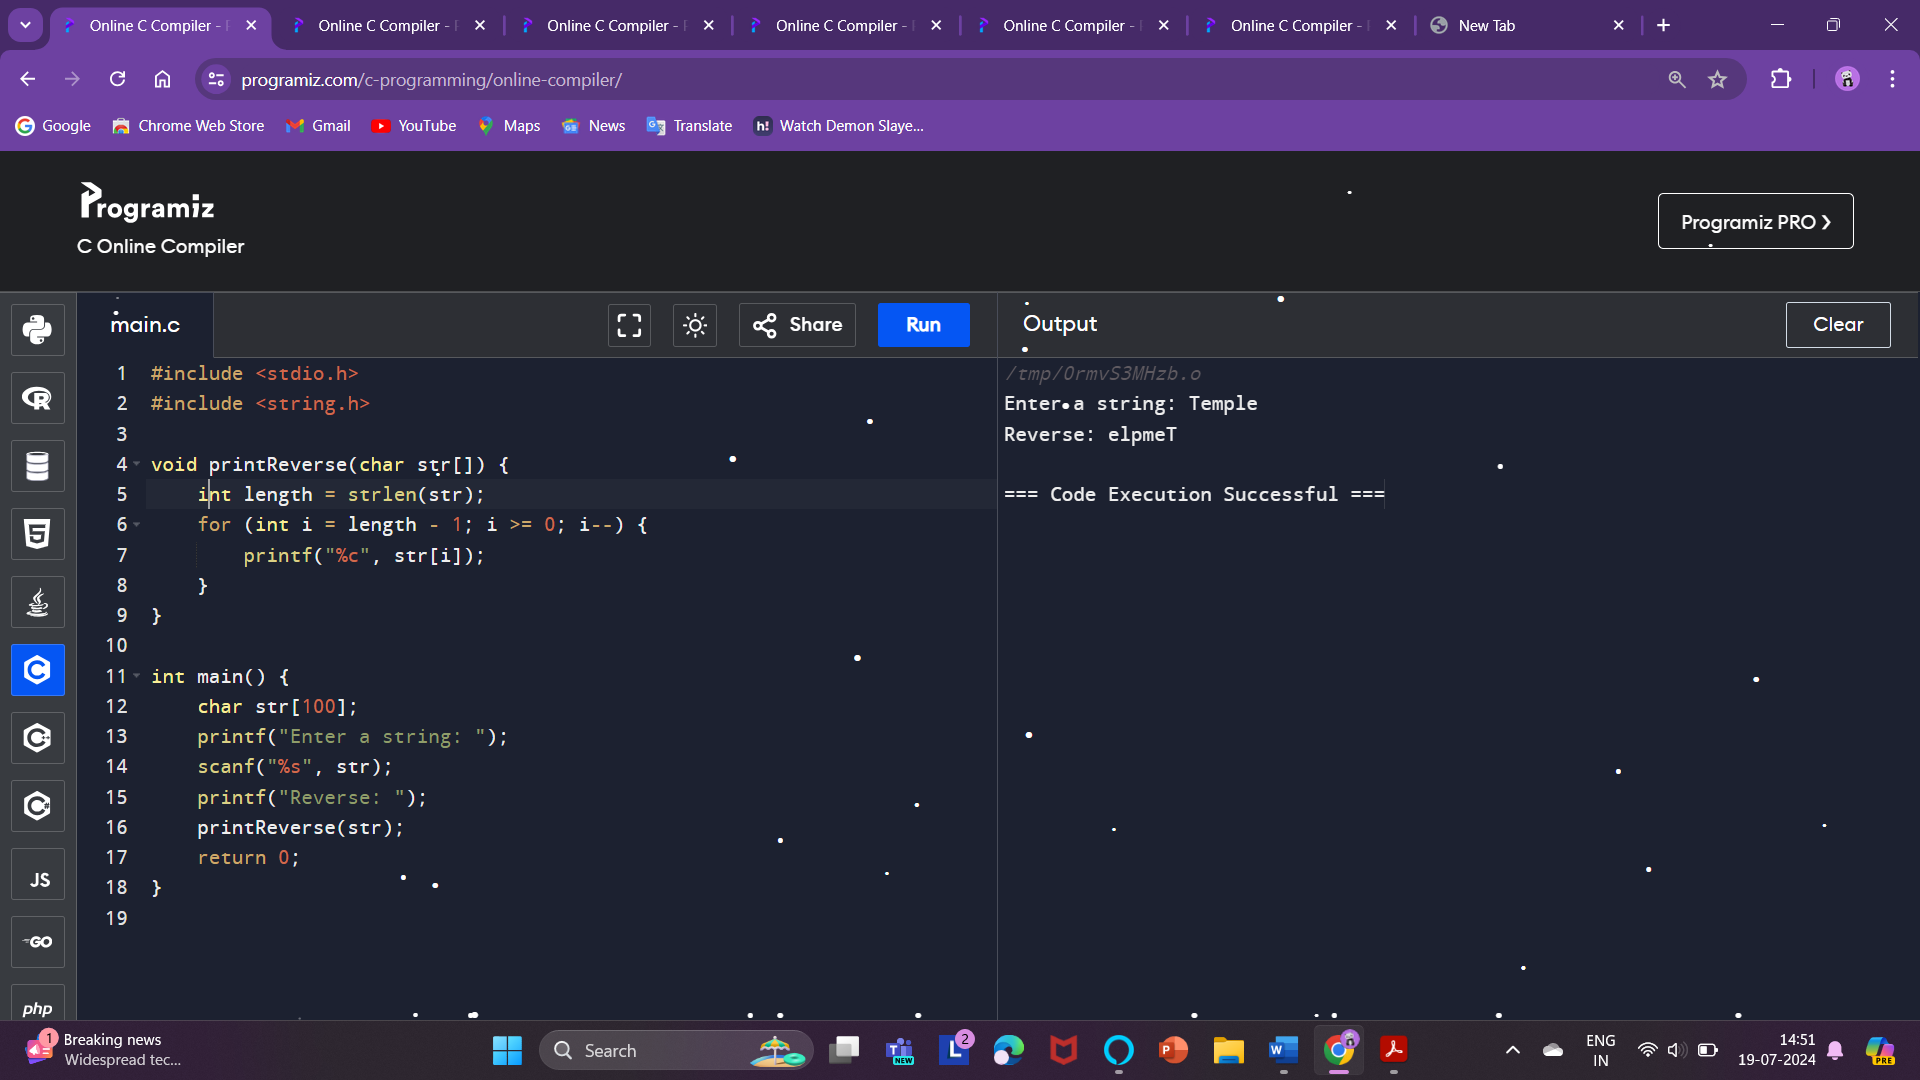 Online C Compiler - Online C Compiler - Online C Compiler - Online C Compiler - Online C Compiler - Online C Compiler - New Tab
programiz.com/c-programming/online-compiler/
Google Chrome Web Store Gmail YouTube Maps News Translate Watch Demon Slaye...
Programiz
C Online Compiler
Programiz PRO ❯
main.c Share Run Output Clear
1 #include <stdio.h>
2 #include <string.h>
3
4 void printReverse(char str[]) {
5 int length = strlen(str);
6 for (int i = length - 1; i >= 0; i--) {
7 printf("%c", str[i]);
8 }
9 }
10
11 int main() {
12 char str[100];
13 printf("Enter a string: ");
14 scanf("%s", str);
15 printf("Reverse: ");
16 printReverse(str);
17 return 0;
18 }
19
/tmp/0rmvS3MHzb.o
Enter a string: Temple
Reverse: elpmeT
=== Code Execution Successful ===
JS
GO
php
1 Breaking news
Widespread tec...
Search
NEW
2
ENG
IN
14:51
19-07-2024
PRE